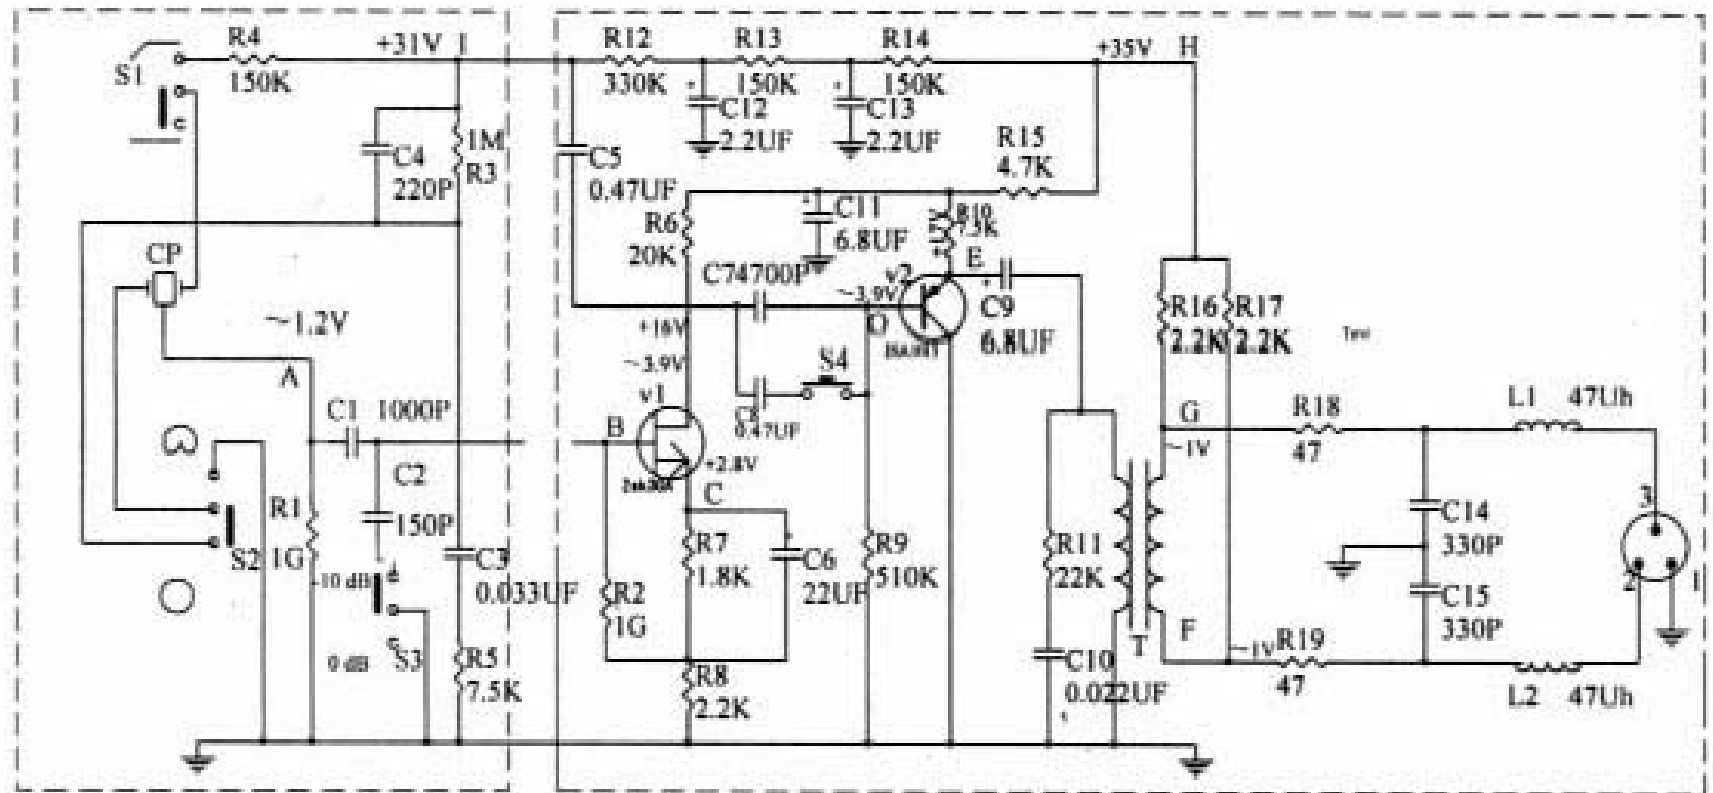 R4
150K
S1
+31V I
R12
330K
R13
150K
R14
150K
+35V H
C12
2.2UF
C13
2.2UF
C4
220P
1M
R3
C5
0.47UF
R15
4.7K
R6
20K
C11
6.8UF
R10
E
CP
C7 4700P
v2
~3.9V
D
C9
6.8UF
R16
2.2K
R17
2.2K
~1.2V
+16V
~3.9V
S4
A
v1
C8
0.47UF
C1 1000P
B
+2.8V
C
G
~1V
R18
47
L1 47Uh
C2
150P
R1
1G
S2
-10 dB
0 dB
S3
C3
0.033UF
R5
7.5K
R2
1G
R7
1.8K
C6
22UF
R9
510K
R8
2.2K
R11
22K
C10
0.022UF
T
F
~1V
R19
47
C14
330P
C15
330P
L2 47Uh
3
2
1